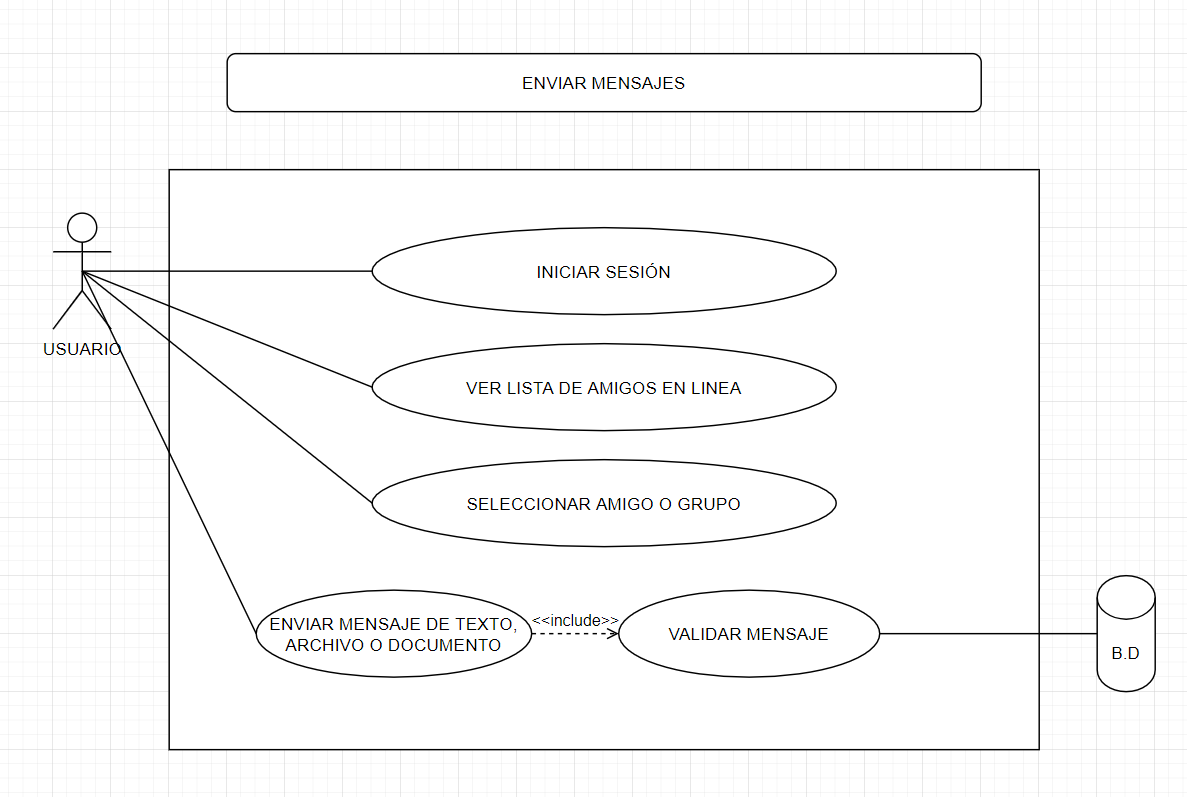 ENVIAR MENSAJES
INICIAR SESIÓN
USUARIO
VER LISTA DE AMIGOS EN LINEA
SELECCIONAR AMIGO O GRUPO
ENVIAR MENSAJE DE TEXTO,
ARCHIVO O DOCUMENTO
<<include>>
VALIDAR MENSAJE
B.D